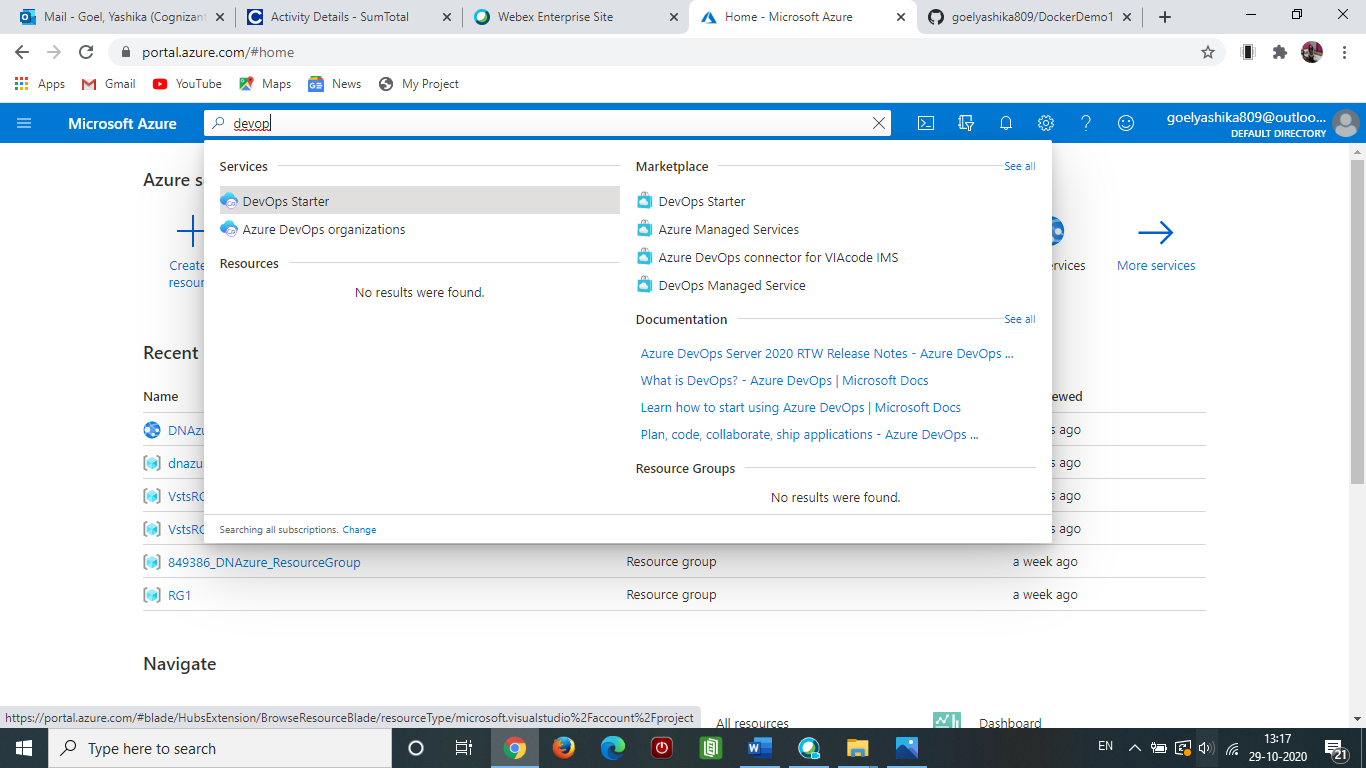 Mail - Goel, Yashika (Cognizant
Activity Details - SumTotal
Webex Enterprise Site
Home - Microsoft Azure
goelyashika809/DockerDemo1
portal.azure.com/#home
Apps
Gmail
YouTube
Maps
News
My Project
Microsoft Azure
devop
goelyashika809@outloo...
DEFAULT DIRECTORY
Azure s
Create
resour
ervices
More services
Services
DevOps Starter
Azure DevOps organizations
Resources
No results were found.
Marketplace
See all
DevOps Starter
Azure Managed Services
Azure DevOps connector for VIAcode IMS
DevOps Managed Service
Documentation
See all
Azure DevOps Server 2020 RTW Release Notes - Azure DevOps ...
What is DevOps? - Azure DevOps | Microsoft Docs
Learn how to start using Azure DevOps | Microsoft Docs
Plan, code, collaborate, ship applications - Azure DevOps ...
Resource Groups
No results were found.
Searching all subscriptions. Change
Recent
Name
ewed
DNAzu
s ago
dnazu
s ago
VstsRG
s ago
VstsRG
s ago
849386_DNAzure_ResourceGroup
Resource group
a week ago
RG1
Resource group
a week ago
Navigate
https://portal.azure.com/#blade/HubsExtension/BrowseResourceBlade/resourceType/microsoft.visualstudio%2Faccount%2Fproject
All resources
Dashboard
Type here to search
EN
13:17
29-10-2020
21